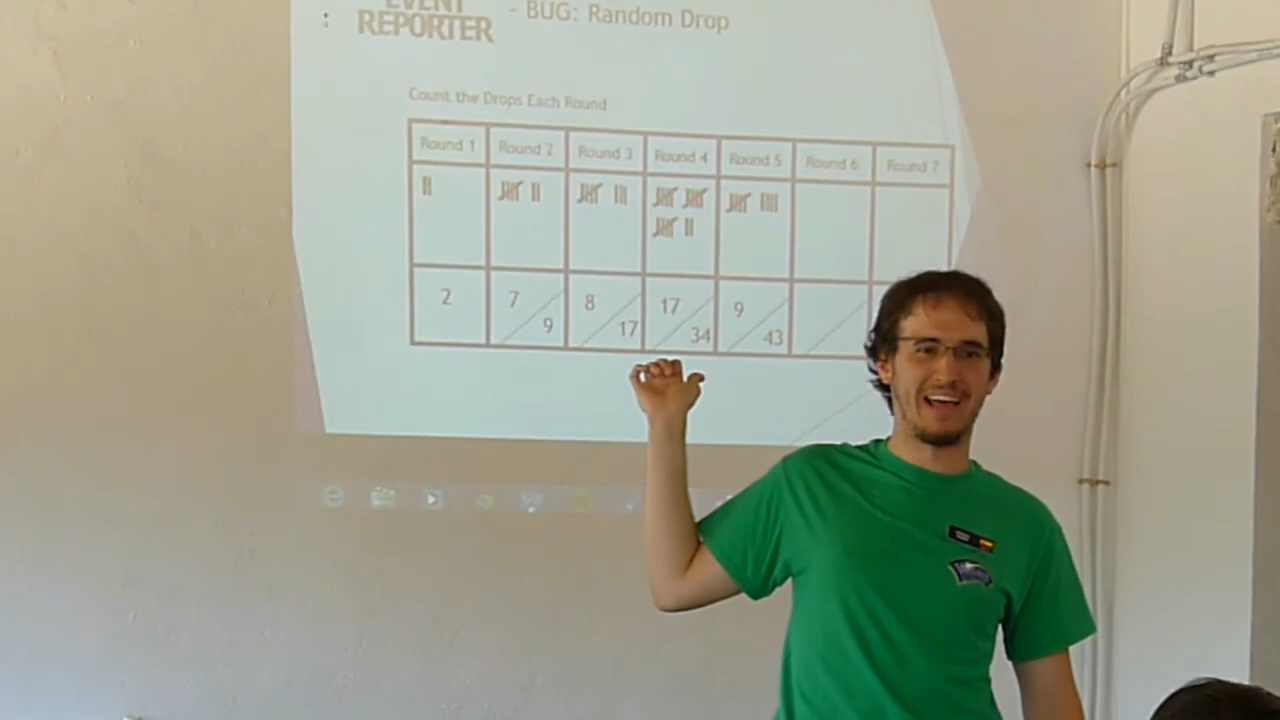 EVENT
REPORTER
- BUG: Random Drop
Count the Drops Each Round
Round 1 Round 2 Round 3 Round 4 Round 5 Round 6 Round 7
2 7 8 17 9
9 17 34 43